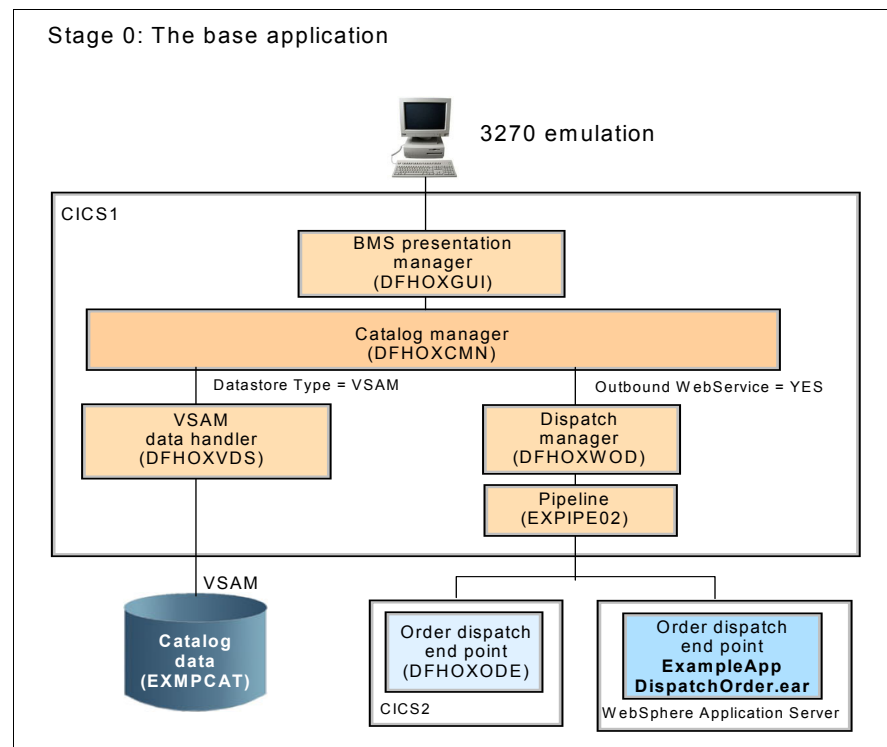 Stage 0: The base application
3270 emulation
CICS1
BMS presentation
manager
(DFHOXGUI)
Catalog manager
(DFHOXCMN)
Datastore Type = VSAM
Outbound WebService = YES
VSAM
data handler
(DFHOXVDS)
Dispatch
manager
(DFHOXWOD)
Pipeline
(EXPIPE02)
VSAM
Catalog
data
(EXMPCAT)
Order dispatch
end point
(DFHOXODE)
CICS2
Order dispatch
end point
ExampleApp
DispatchOrder.ear
WebSphere Application Server